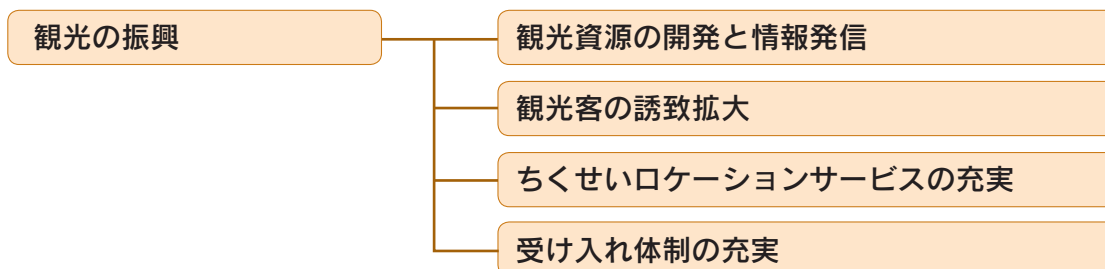 観光の振興
観光資源の開発と情報発信
観光客の誘致拡大
ちくせいロケーションサービスの充実
受け入れ体制の充実